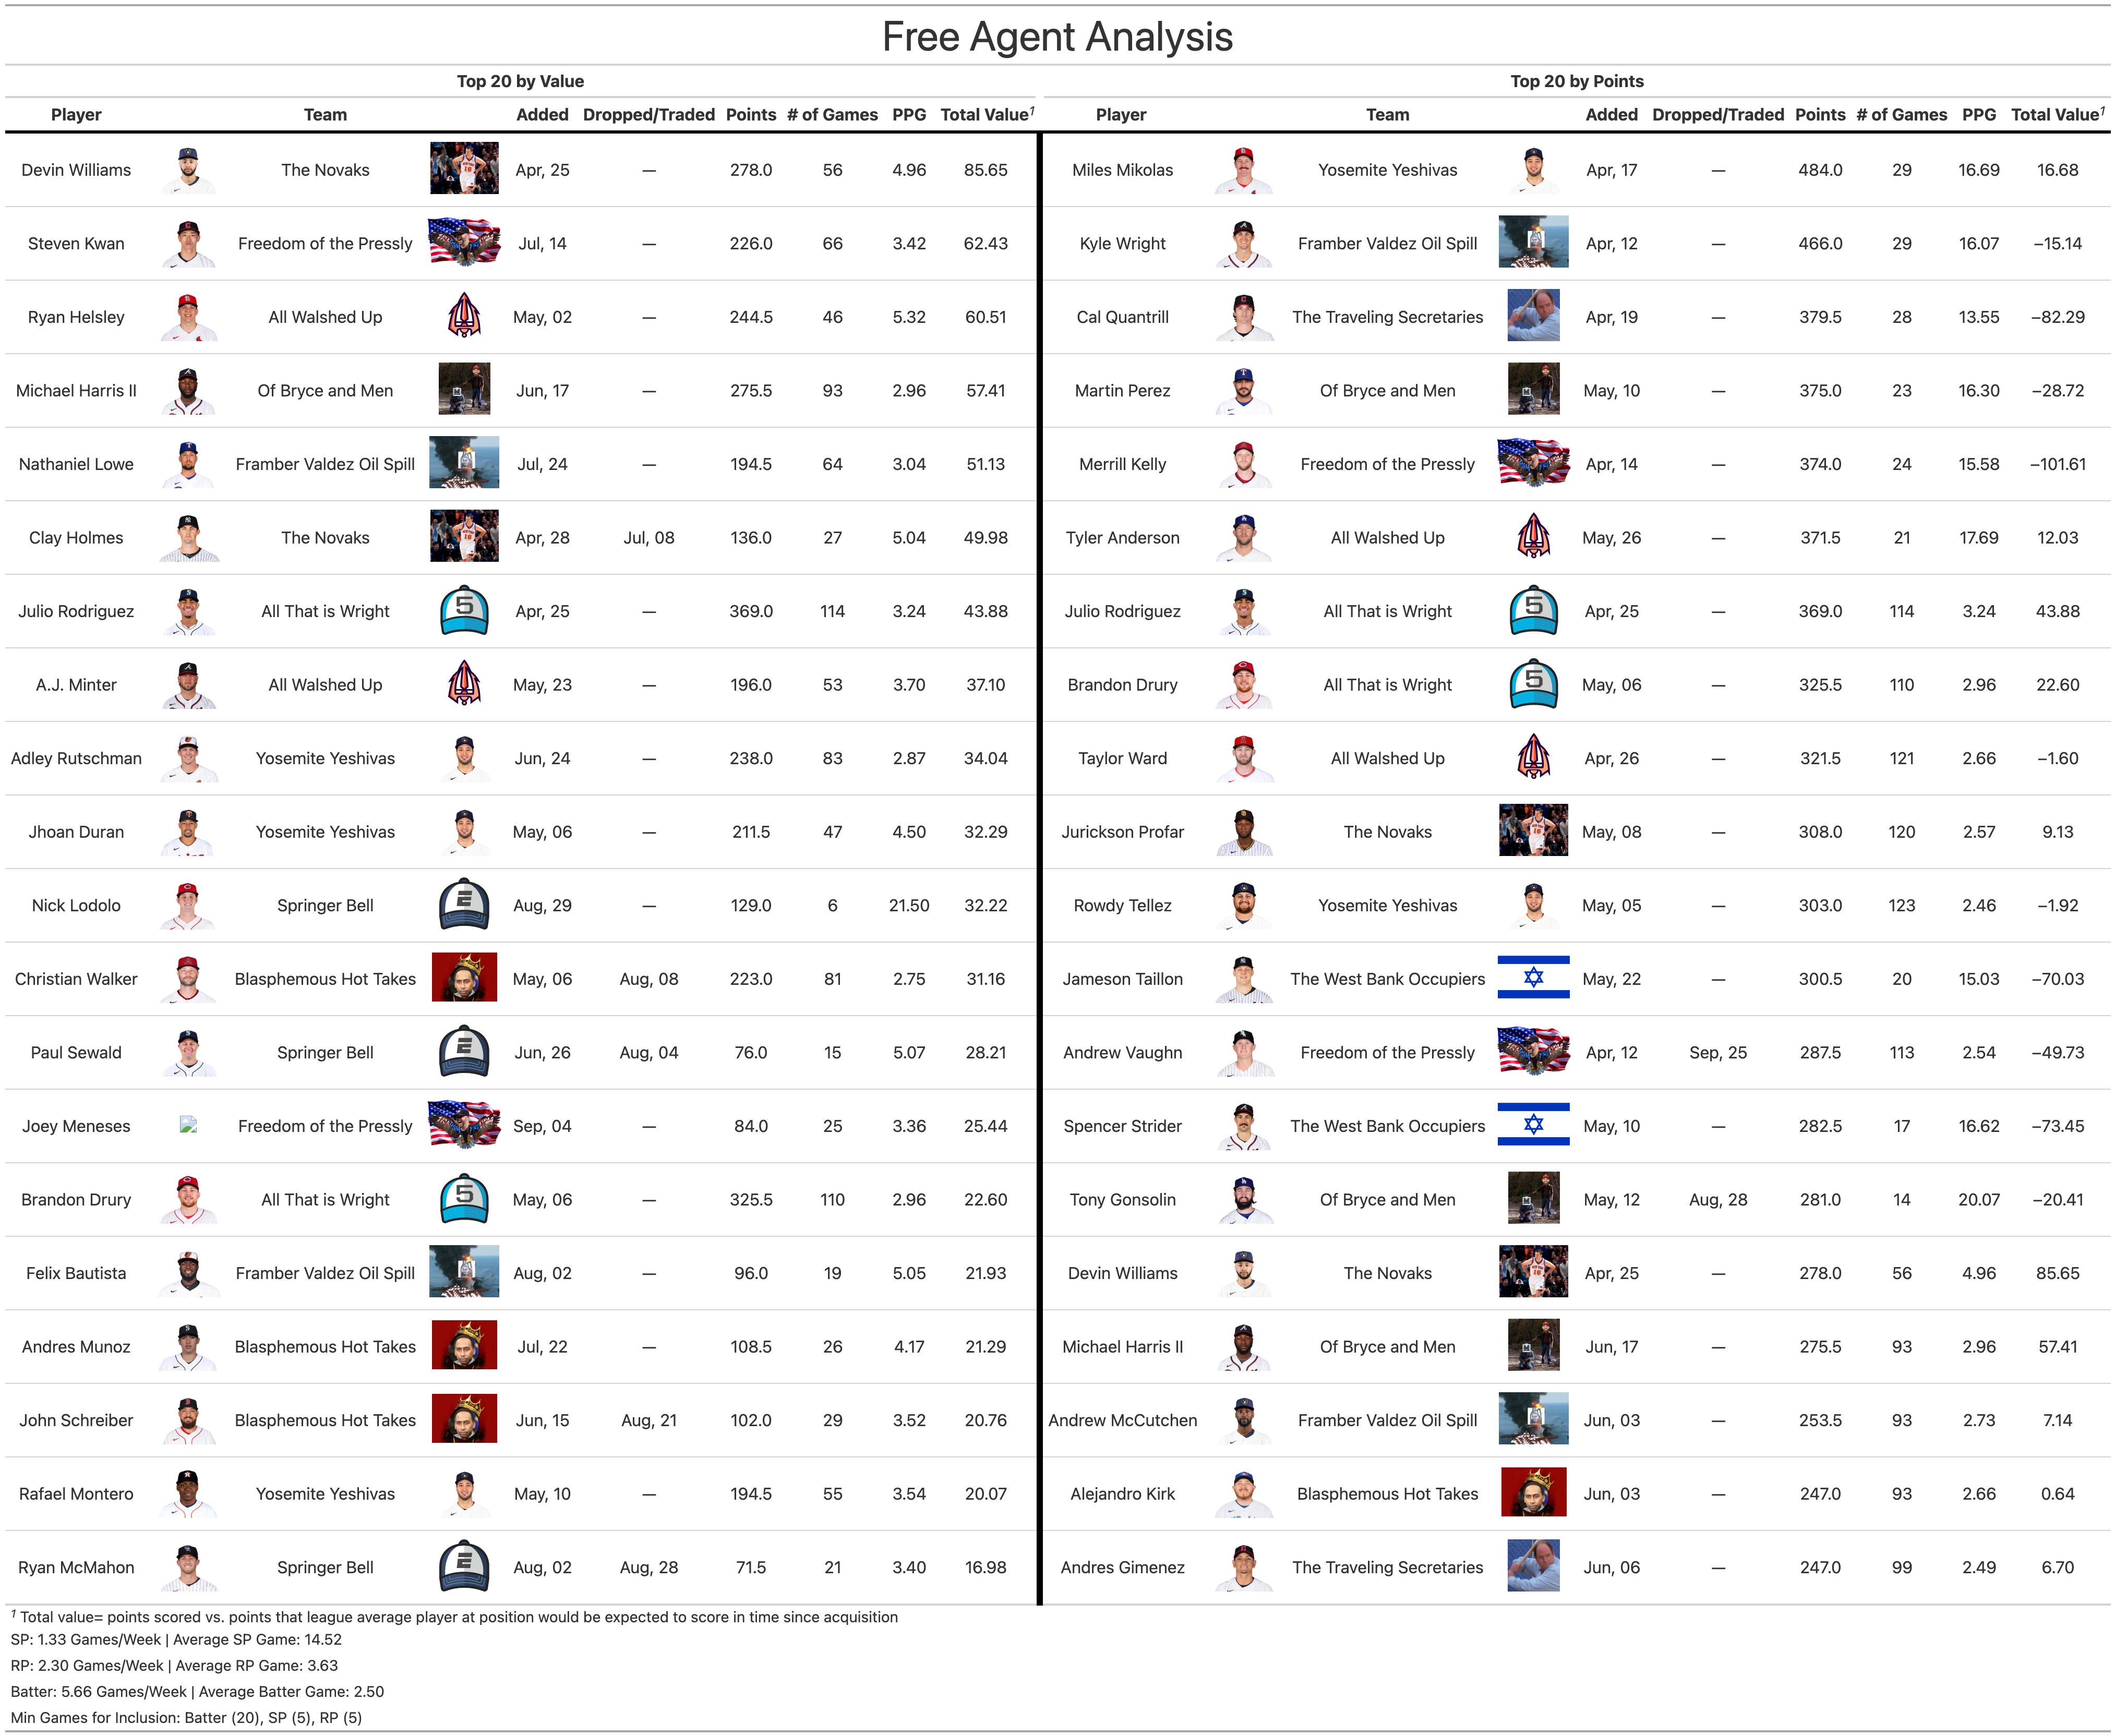 Free Agent Analysis
Top 20 by Value Top 20 by Points
Player Team Added Dropped/Traded Points # of Games PPG Total Value1 Player Team Added Dropped/Traded Points # of Games PPG Total Value1
Devin Williams The Novaks Apr, 25 — 278.0 56 4.96 85.65 Miles Mikolas Yosemite Yeshivas Apr, 17 — 484.0 29 16.69 16.68
Steven Kwan Freedom of the Pressly Jul, 14 — 226.0 66 3.42 62.43 Kyle Wright Framber Valdez Oil Spill Apr, 12 — 466.0 29 16.07 −15.14
Ryan Helsley All Walshed Up May, 02 — 244.5 46 5.32 60.51 Cal Quantrill The Traveling Secretaries Apr, 19 — 379.5 28 13.55 −82.29
Michael Harris II Of Bryce and Men Jun, 17 — 275.5 93 2.96 57.41 Martin Perez Of Bryce and Men May, 10 — 375.0 23 16.30 −28.72
Nathaniel Lowe Framber Valdez Oil Spill Jul, 24 — 194.5 64 3.04 51.13 Merrill Kelly Freedom of the Pressly Apr, 14 — 374.0 24 15.58 −101.61
Clay Holmes The Novaks Apr, 28 Jul, 08 136.0 27 5.04 49.98 Tyler Anderson All Walshed Up May, 26 — 371.5 21 17.69 12.03
Julio Rodriguez All That is Wright 5 Apr, 25 — 369.0 114 3.24 43.88 Julio Rodriguez All That is Wright 5 Apr, 25 — 369.0 114 3.24 43.88
A.J. Minter All Walshed Up May, 23 — 196.0 53 3.70 37.10 Brandon Drury All That is Wright 5 May, 06 — 325.5 110 2.96 22.60
Adley Rutschman Yosemite Yeshivas Jun, 24 — 238.0 83 2.87 34.04 Taylor Ward All Walshed Up Apr, 26 — 321.5 121 2.66 −1.60
Jhoan Duran Yosemite Yeshivas May, 06 — 211.5 47 4.50 32.29 Jurickson Profar The Novaks May, 08 — 308.0 120 2.57 9.13
Nick Lodolo Springer Bell Aug, 29 — 129.0 6 21.50 32.22 Rowdy Tellez Yosemite Yeshivas May, 05 — 303.0 123 2.46 −1.92
Christian Walker Blasphemous Hot Takes May, 06 Aug, 08 223.0 81 2.75 31.16 Jameson Taillon The West Bank Occupiers May, 22 — 300.5 20 15.03 −70.03
Paul Sewald Springer Bell Jun, 26 Aug, 04 76.0 15 5.07 28.21 Andrew Vaughn Freedom of the Pressly Apr, 12 Sep, 25 287.5 113 2.54 −49.73
Joey Meneses Freedom of the Pressly Sep, 04 — 84.0 25 3.36 25.44 Spencer Strider The West Bank Occupiers May, 10 — 282.5 17 16.62 −73.45
Brandon Drury All That is Wright 5 May, 06 — 325.5 110 2.96 22.60 Tony Gonsolin Of Bryce and Men May, 12 Aug, 28 281.0 14 20.07 −20.41
Felix Bautista Framber Valdez Oil Spill Aug, 02 — 96.0 19 5.05 21.93 Devin Williams The Novaks Apr, 25 — 278.0 56 4.96 85.65
Andres Munoz Blasphemous Hot Takes Jul, 22 — 108.5 26 4.17 21.29 Michael Harris II Of Bryce and Men Jun, 17 — 275.5 93 2.96 57.41
John Schreiber Blasphemous Hot Takes Jun, 15 Aug, 21 102.0 29 3.52 20.76 Andrew McCutchen Framber Valdez Oil Spill Jun, 03 — 253.5 93 2.73 7.14
Rafael Montero Yosemite Yeshivas May, 10 — 194.5 55 3.54 20.07 Alejandro Kirk Blasphemous Hot Takes Jun, 03 — 247.0 93 2.66 0.64
Ryan McMahon Springer Bell Aug, 02 Aug, 28 71.5 21 3.40 16.98 Andres Gimenez The Traveling Secretaries Jun, 06 — 247.0 99 2.49 6.70
1 Total value= points scored vs. points that league average player at position would be expected to score in time since acquisition
SP: 1.33 Games/Week | Average SP Game: 14.52
RP: 2.30 Games/Week | Average RP Game: 3.63
Batter: 5.66 Games/Week | Average Batter Game: 2.50
Min Games for Inclusion: Batter (20), SP (5), RP (5)